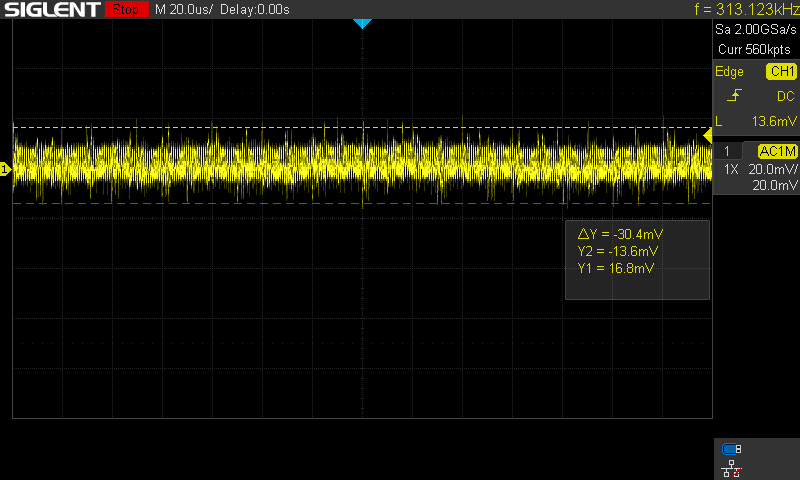 SIGLENT Stop M 20.0us/ Delay:0.00s f = 313.123kHz
Sa 2.00GSa/s
Curr 560kpts
Edge CH1
DC
L 13.6mV
1 AC1M
1X 20.0mV/
20.0mV
1
△Y = -30.4mV
Y2 = -13.6mV
Y1 = 16.8mV